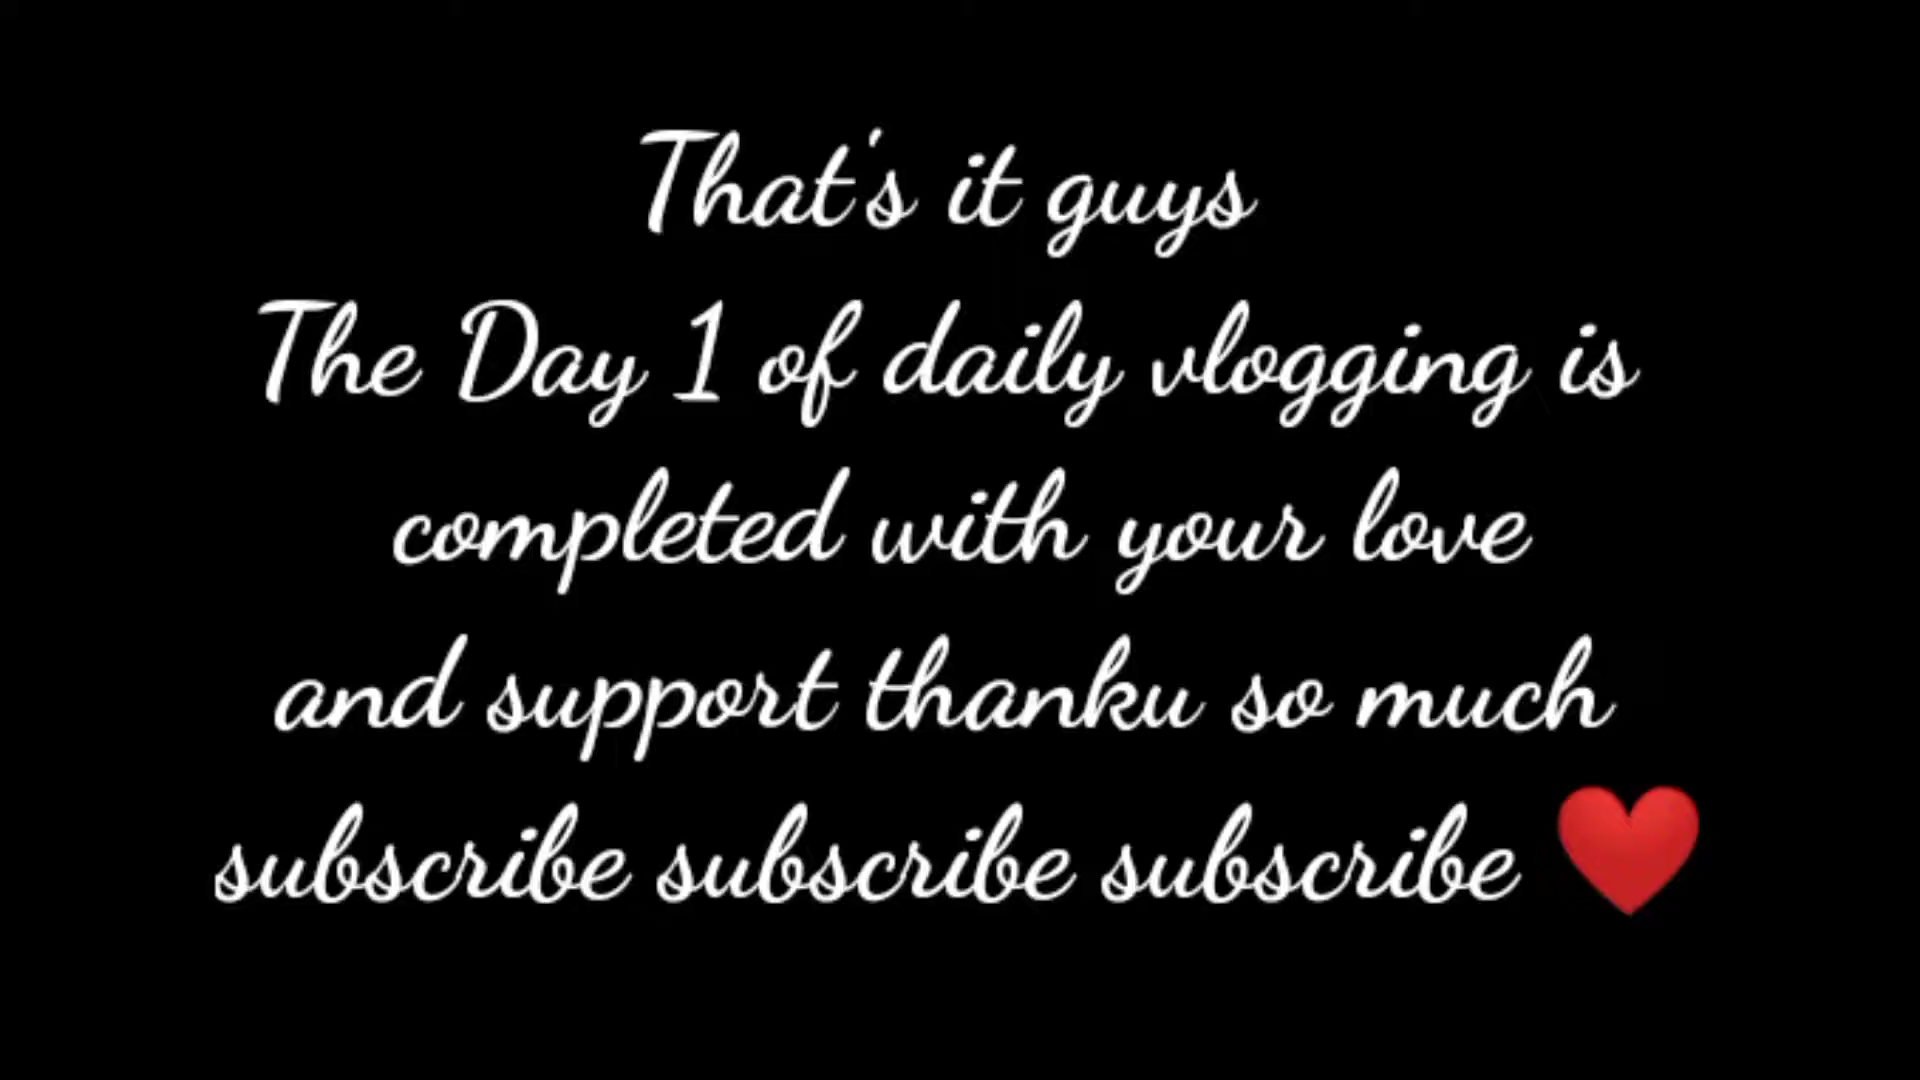 That's it guys
The Day 1 of daily vlogging is
completed with your love
and support thanku so much
subscribe subscribe subscribe ❤️